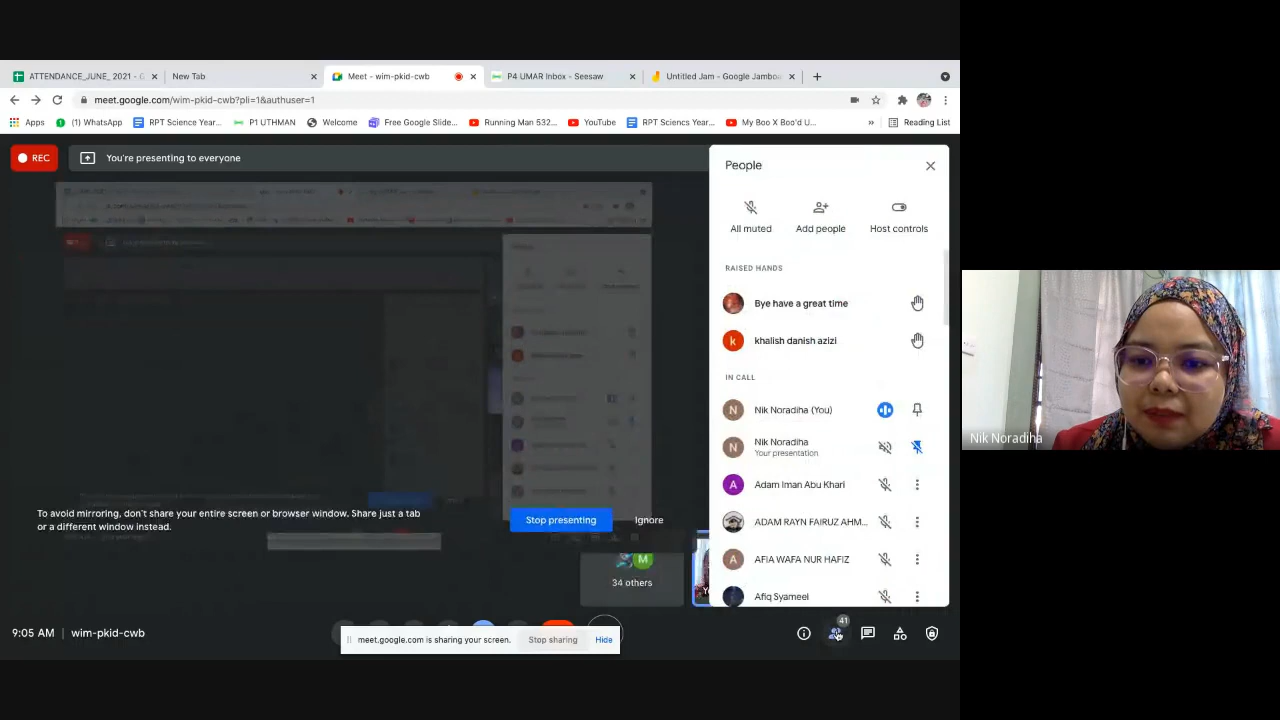 ATTENDANCE_JUNE_ 2021 - G
New Tab
Meet - wim-pkid-cwb
P4 UMAR Inbox - Seesaw
Untitled Jam - Google Jamboa
meet.google.com/wim-pkid-cwb?pli=1&authuser=1
Apps
(1) WhatsApp
RPT Science Year...
P1 UTHMAN
Welcome
Free Google Slide...
Running Man 532...
YouTube
RPT Sciencs Year...
My Boo X Boo'd U...
»
Reading List
REC
You're presenting to everyone
People
All muted
Add people
Host controls
RAISED HANDS
Bye have a great time
k
khalish danish azizi
IN CALL
N
Nik Noradiha (You)
N
Nik Noradiha
Your presentation
A
Adam Iman Abu Khari
ADAM RAYN FAIRUZ AHM...
A
AFIA WAFA NUR HAFIZ
Afiq Syameel
To avoid mirroring, don't share your entire screen or browser window. Share just a tab
or a different window instead.
Stop presenting
Ignore
M
34 others
9:05 AM | wim-pkid-cwb
meet.google.com is sharing your screen.
Stop sharing
Hide
41
Nik Noradiha